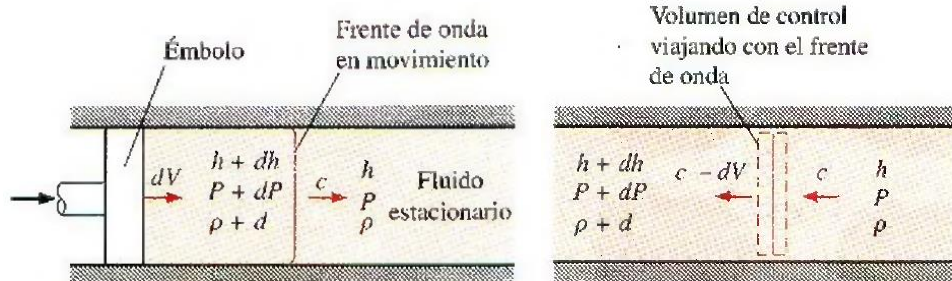 Émbolo
Frente de onda
en movimiento
dV
h + dh
P + dP
ρ + d
c
h
P
ρ
Fluido
estacionario
Volumen de control
viajando con el frente
de onda
h + dh
P + dP
ρ + d
c – dV
c
h
P
ρ